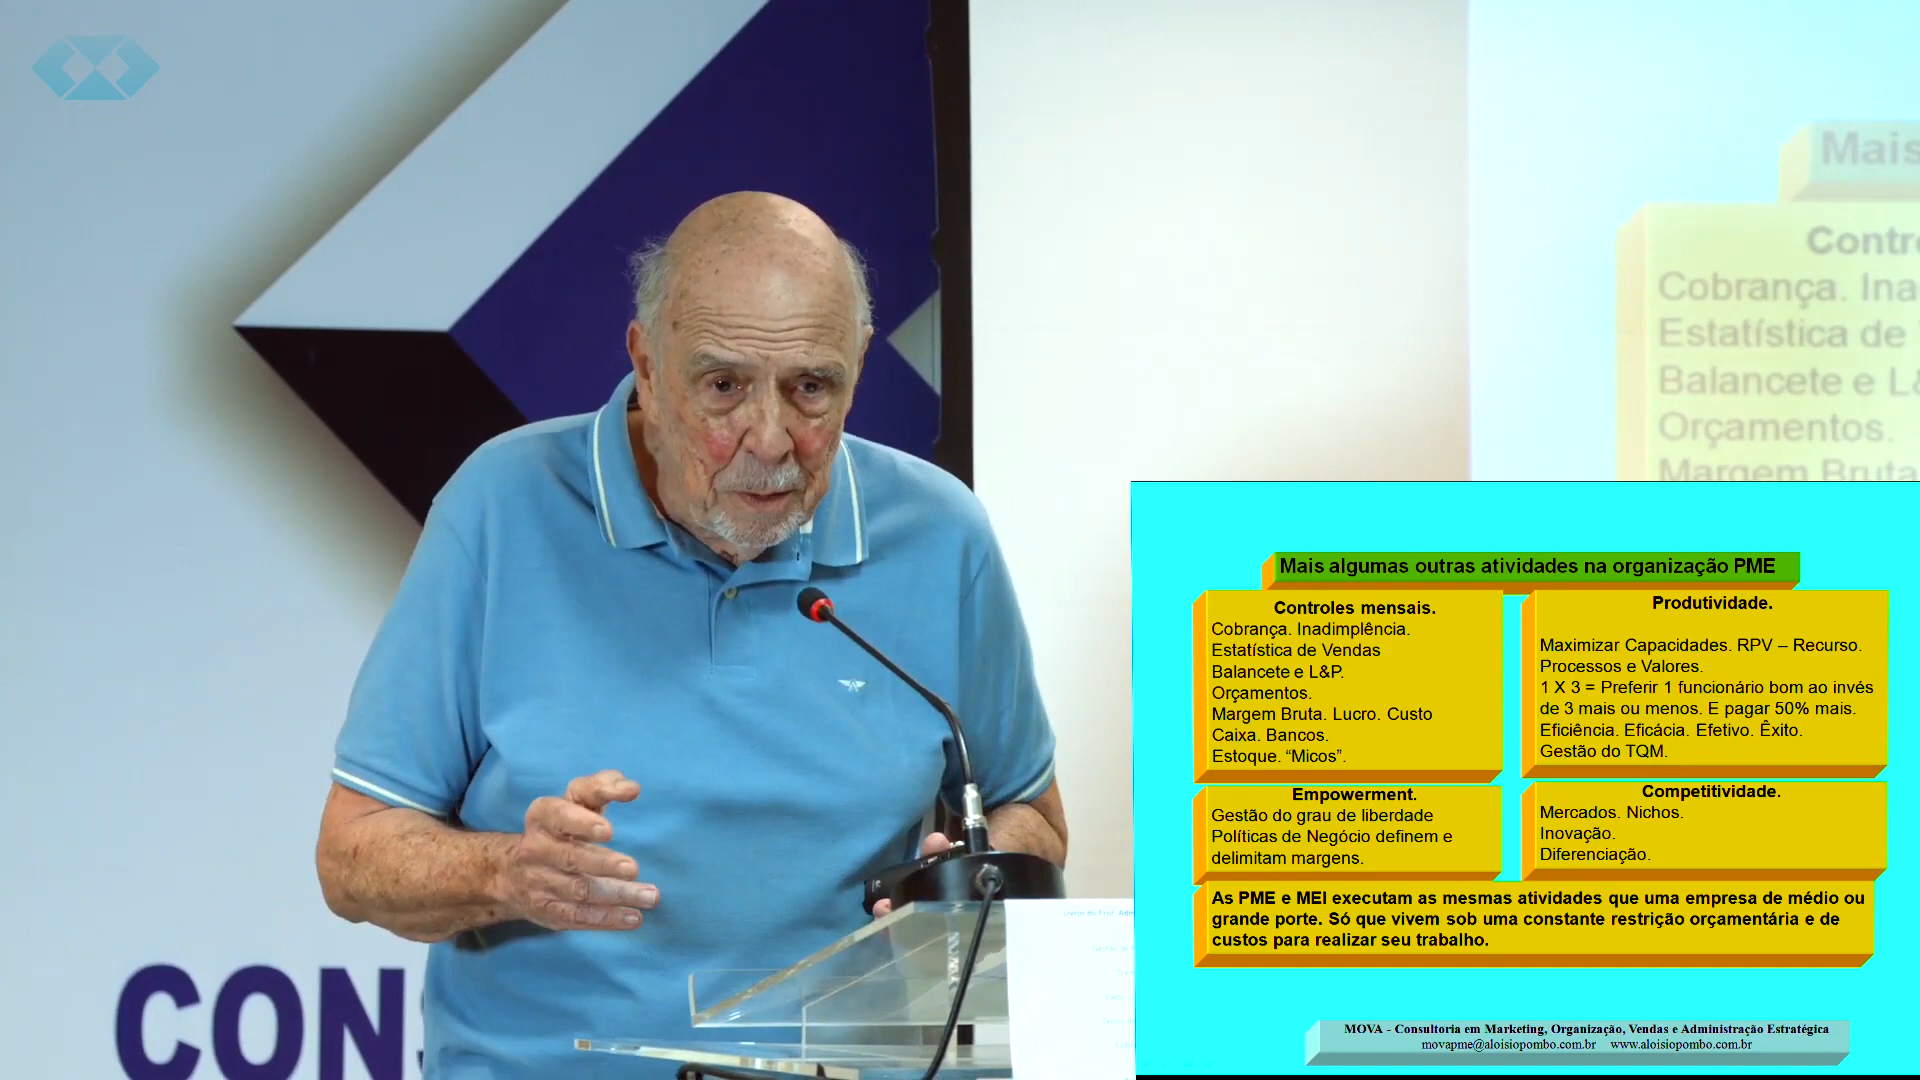 Mais
Contr
Cobrança. Ina
Estatística de
Balancete e L&
Orçamentos.
Margem Bruta
CONS
Mais algumas outras atividades na organização PME
Controles mensais.
Cobrança. Inadimplência.
Estatística de Vendas
Balancete e L&P.
Orçamentos.
Margem Bruta. Lucro. Custo
Caixa. Bancos.
Estoque. “Micos”.
Produtividade.
Maximizar Capacidades. RPV – Recurso.
Processos e Valores.
1 X 3 = Preferir 1 funcionário bom ao invés
de 3 mais ou menos. E pagar 50% mais.
Eficiência. Eficácia. Efetivo. Êxito.
Gestão do TQM.
Empowerment.
Gestão do grau de liberdade
Políticas de Negócio definem e
delimitam margens.
Competitividade.
Mercados. Nichos.
Inovação.
Diferenciação.
As PME e MEI executam as mesmas atividades que uma empresa de médio ou
grande porte. Só que vivem sob uma constante restrição orçamentária e de
custos para realizar seu trabalho.
MOVA - Consultoria em Marketing, Organização, Vendas e Administração Estratégica
movapme@aloisiopombo.com.br www.aloisiopombo.com.br